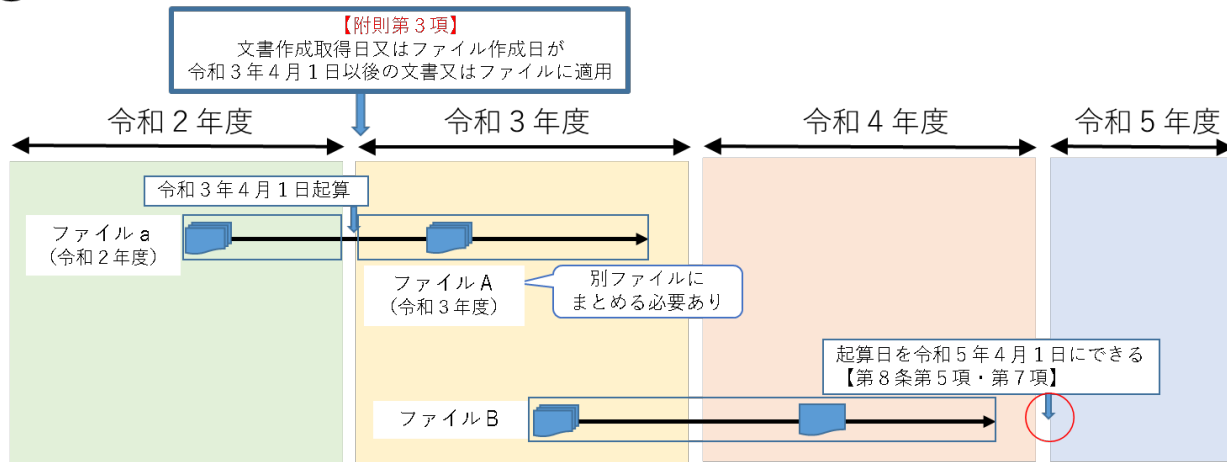 【附則第３項】
文書作成取得日又はファイル作成日が
令和３年４月１日以後の文書又はファイルに適用
令和２年度
令和３年度
令和４年度
令和５年度
令和３年４月１日起算
ファイルａ
（令和２年度）
ファイルＡ
（令和３年度）
別ファイルに
まとめる必要あり
起算日を令和５年４月１日にできる
【第８条第５項・第７項】
ファイルＢ